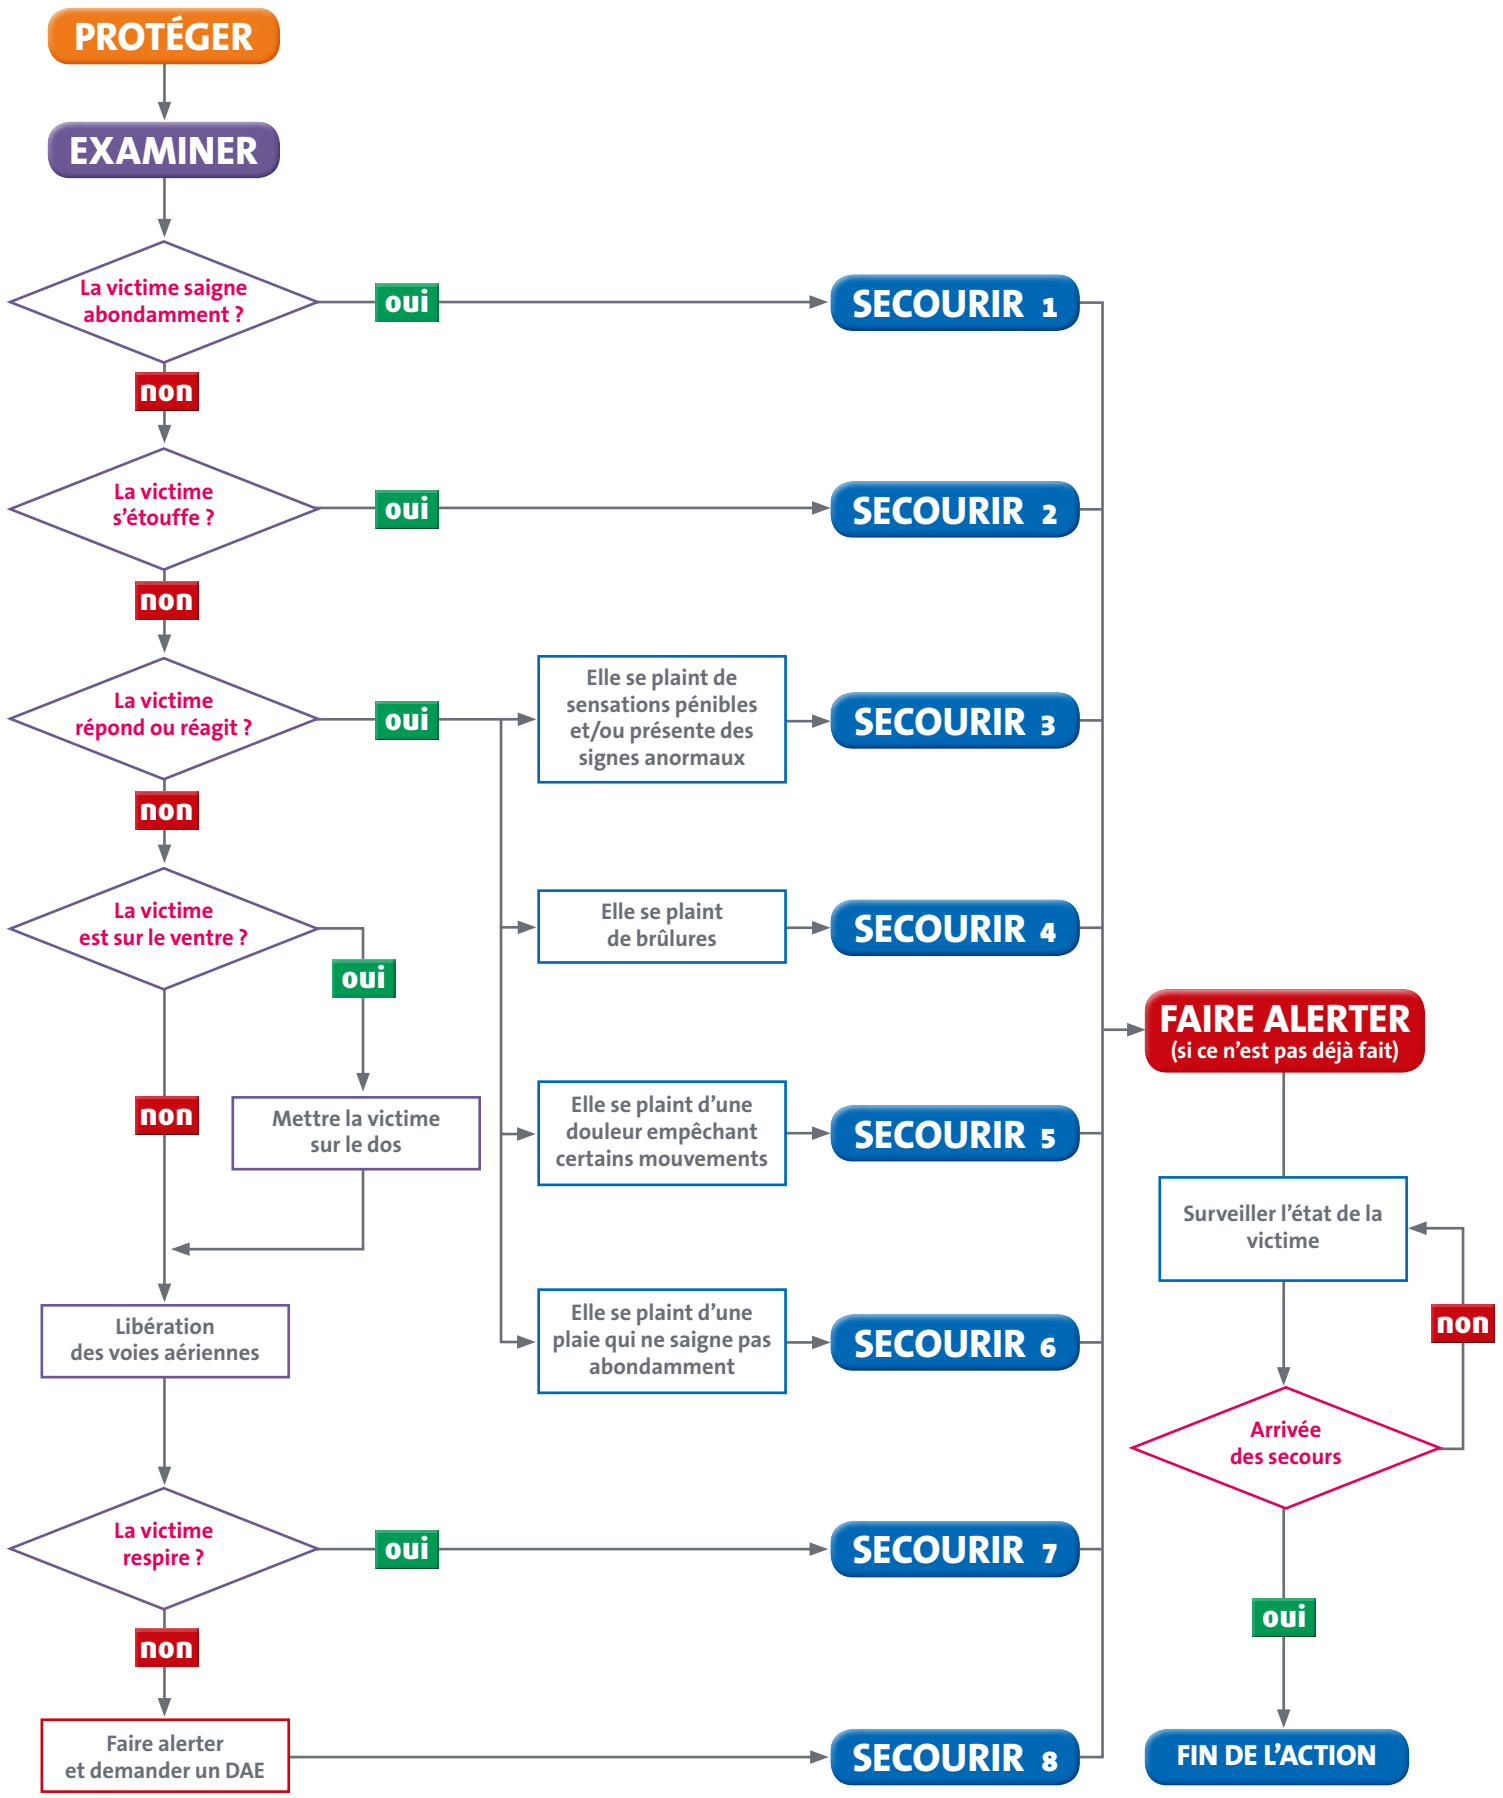 PROTÉGER
EXAMINER
La victime saigne
abondamment ?
oui
SECOURIR 1
non
La victime
s’étouffe ?
oui
SECOURIR 2
non
La victime
répond ou réagit ?
oui
Elle se plaint de
sensations pénibles
et/ou présente des
signes anormaux
SECOURIR 3
non
La victime
est sur le ventre ?
oui
Elle se plaint
de brûlures
SECOURIR 4
non
Mettre la victime
sur le dos
Elle se plaint d’une
douleur empêchant
certains mouvements
SECOURIR 5
Libération
des voies aériennes
Elle se plaint d’une
plaie qui ne saigne pas
abondamment
SECOURIR 6
La victime
respire ?
oui
SECOURIR 7
non
Faire alerter
et demander un DAE
SECOURIR 8
FAIRE ALERTER
(si ce n’est pas déjà fait)
Surveiller l’état de la
victime
non
Arrivée
des secours
oui
FIN DE L’ACTION